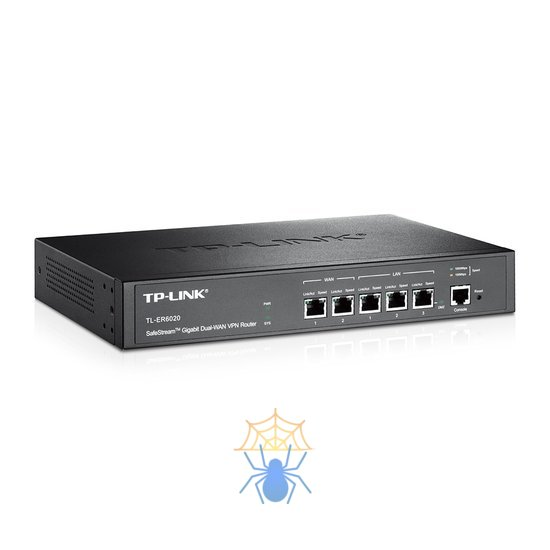 TP-LINK
WAN
LAN
Link/Act Speed Link/Act Speed Link/Act Speed Link/Act Speed Link/Act Speed
1000Mbps
100Mbps
Speed
TP-LINK®
TL-ER6020
SafeStream™ Gigabit Dual-WAN VPN Router
PWR
SYS
1 2 1 2 3
DMZ
Console
Reset